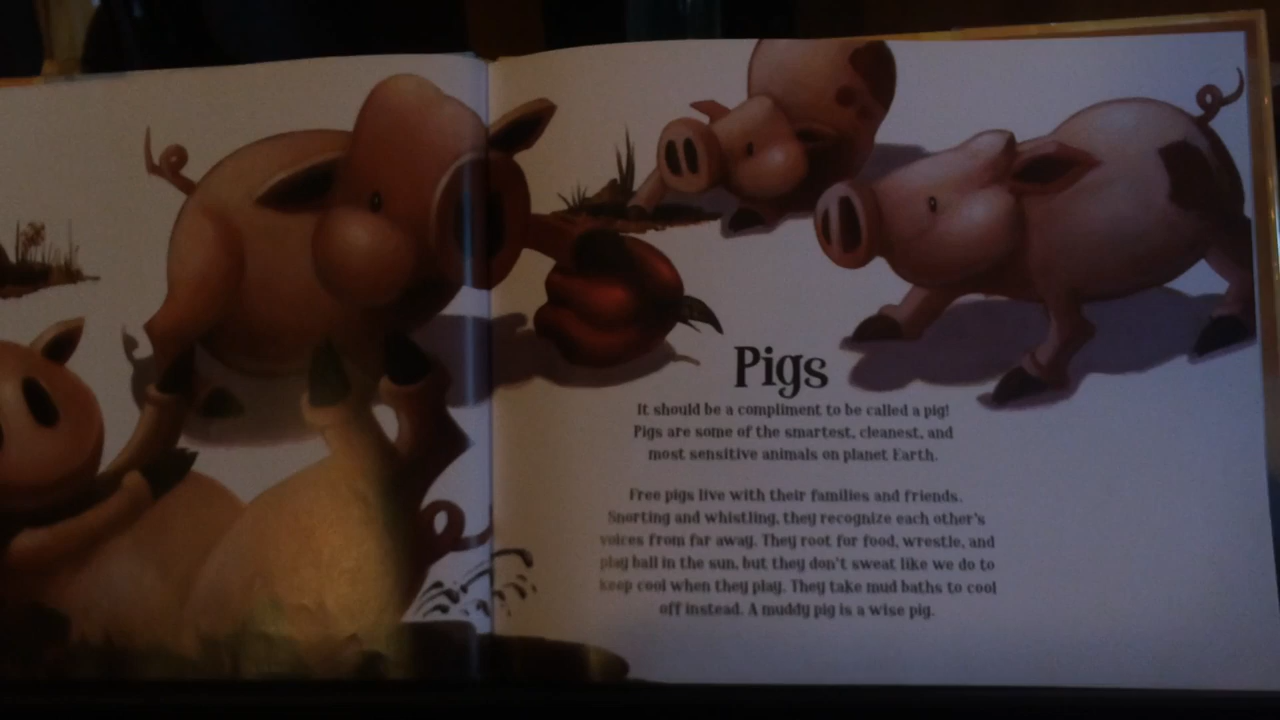 Pigs
It should be a compliment to be called a pig!
Pigs are some of the smartest, cleanest, and
most sensitive animals on planet Earth.
Free pigs live with their families and friends.
Snorting and whistling, they recognize each other's
voices from far away. They root for food, wrestle, and
play ball in the sun, but they don't sweat like we do to
keep cool when they play. They take mud baths to cool
off instead. A muddy pig is a wise pig.